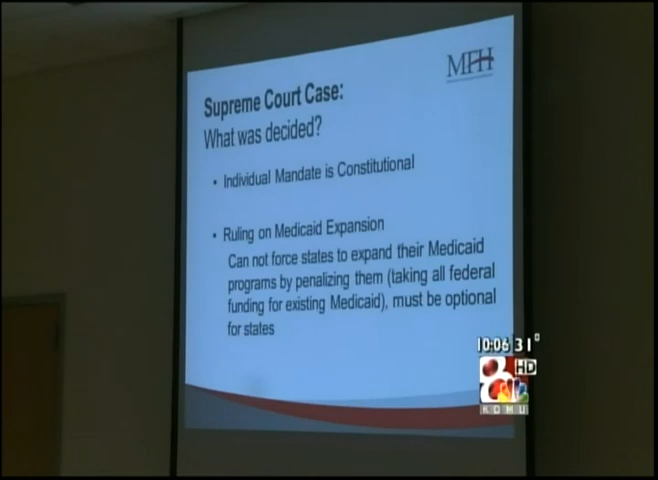 MFH
Supreme Court Case:
What was decided?
• Individual Mandate is Constitutional
• Ruling on Medicaid Expansion
Can not force states to expand their Medicaid
programs by penalizing them (taking all federal
funding for existing Medicaid), must be optional
for states
10:06 31°
8 HD
KOMU